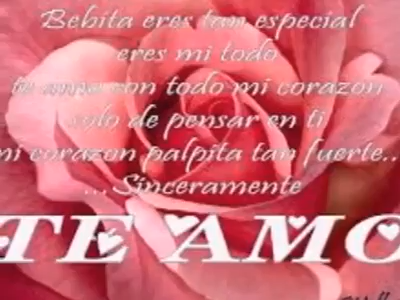 Bebita eres tan especial
eres mi todo
te amo con todo mi corazon
solo de pensar en ti
mi corazon palpita tan fuerte..
...Sinceramente
TE AMO